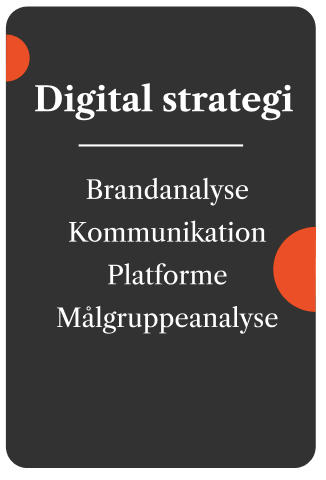 Digital strategi
Brandanalyse
Kommunikation
Platforme
Målgruppeanalyse